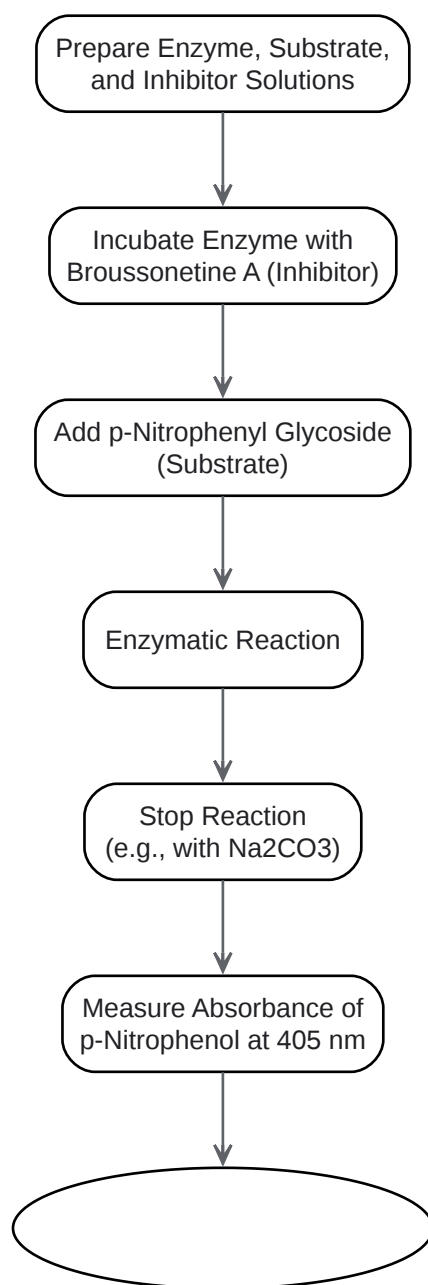 Prepare Enzyme, Substrate,
and Inhibitor Solutions
Incubate Enzyme with
Broussonetine A (Inhibitor)
Add p-Nitrophenyl Glycoside
(Substrate)
Enzymatic Reaction
Stop Reaction
(e.g., with Na2CO3)
Measure Absorbance of
p-Nitrophenol at 405 nm